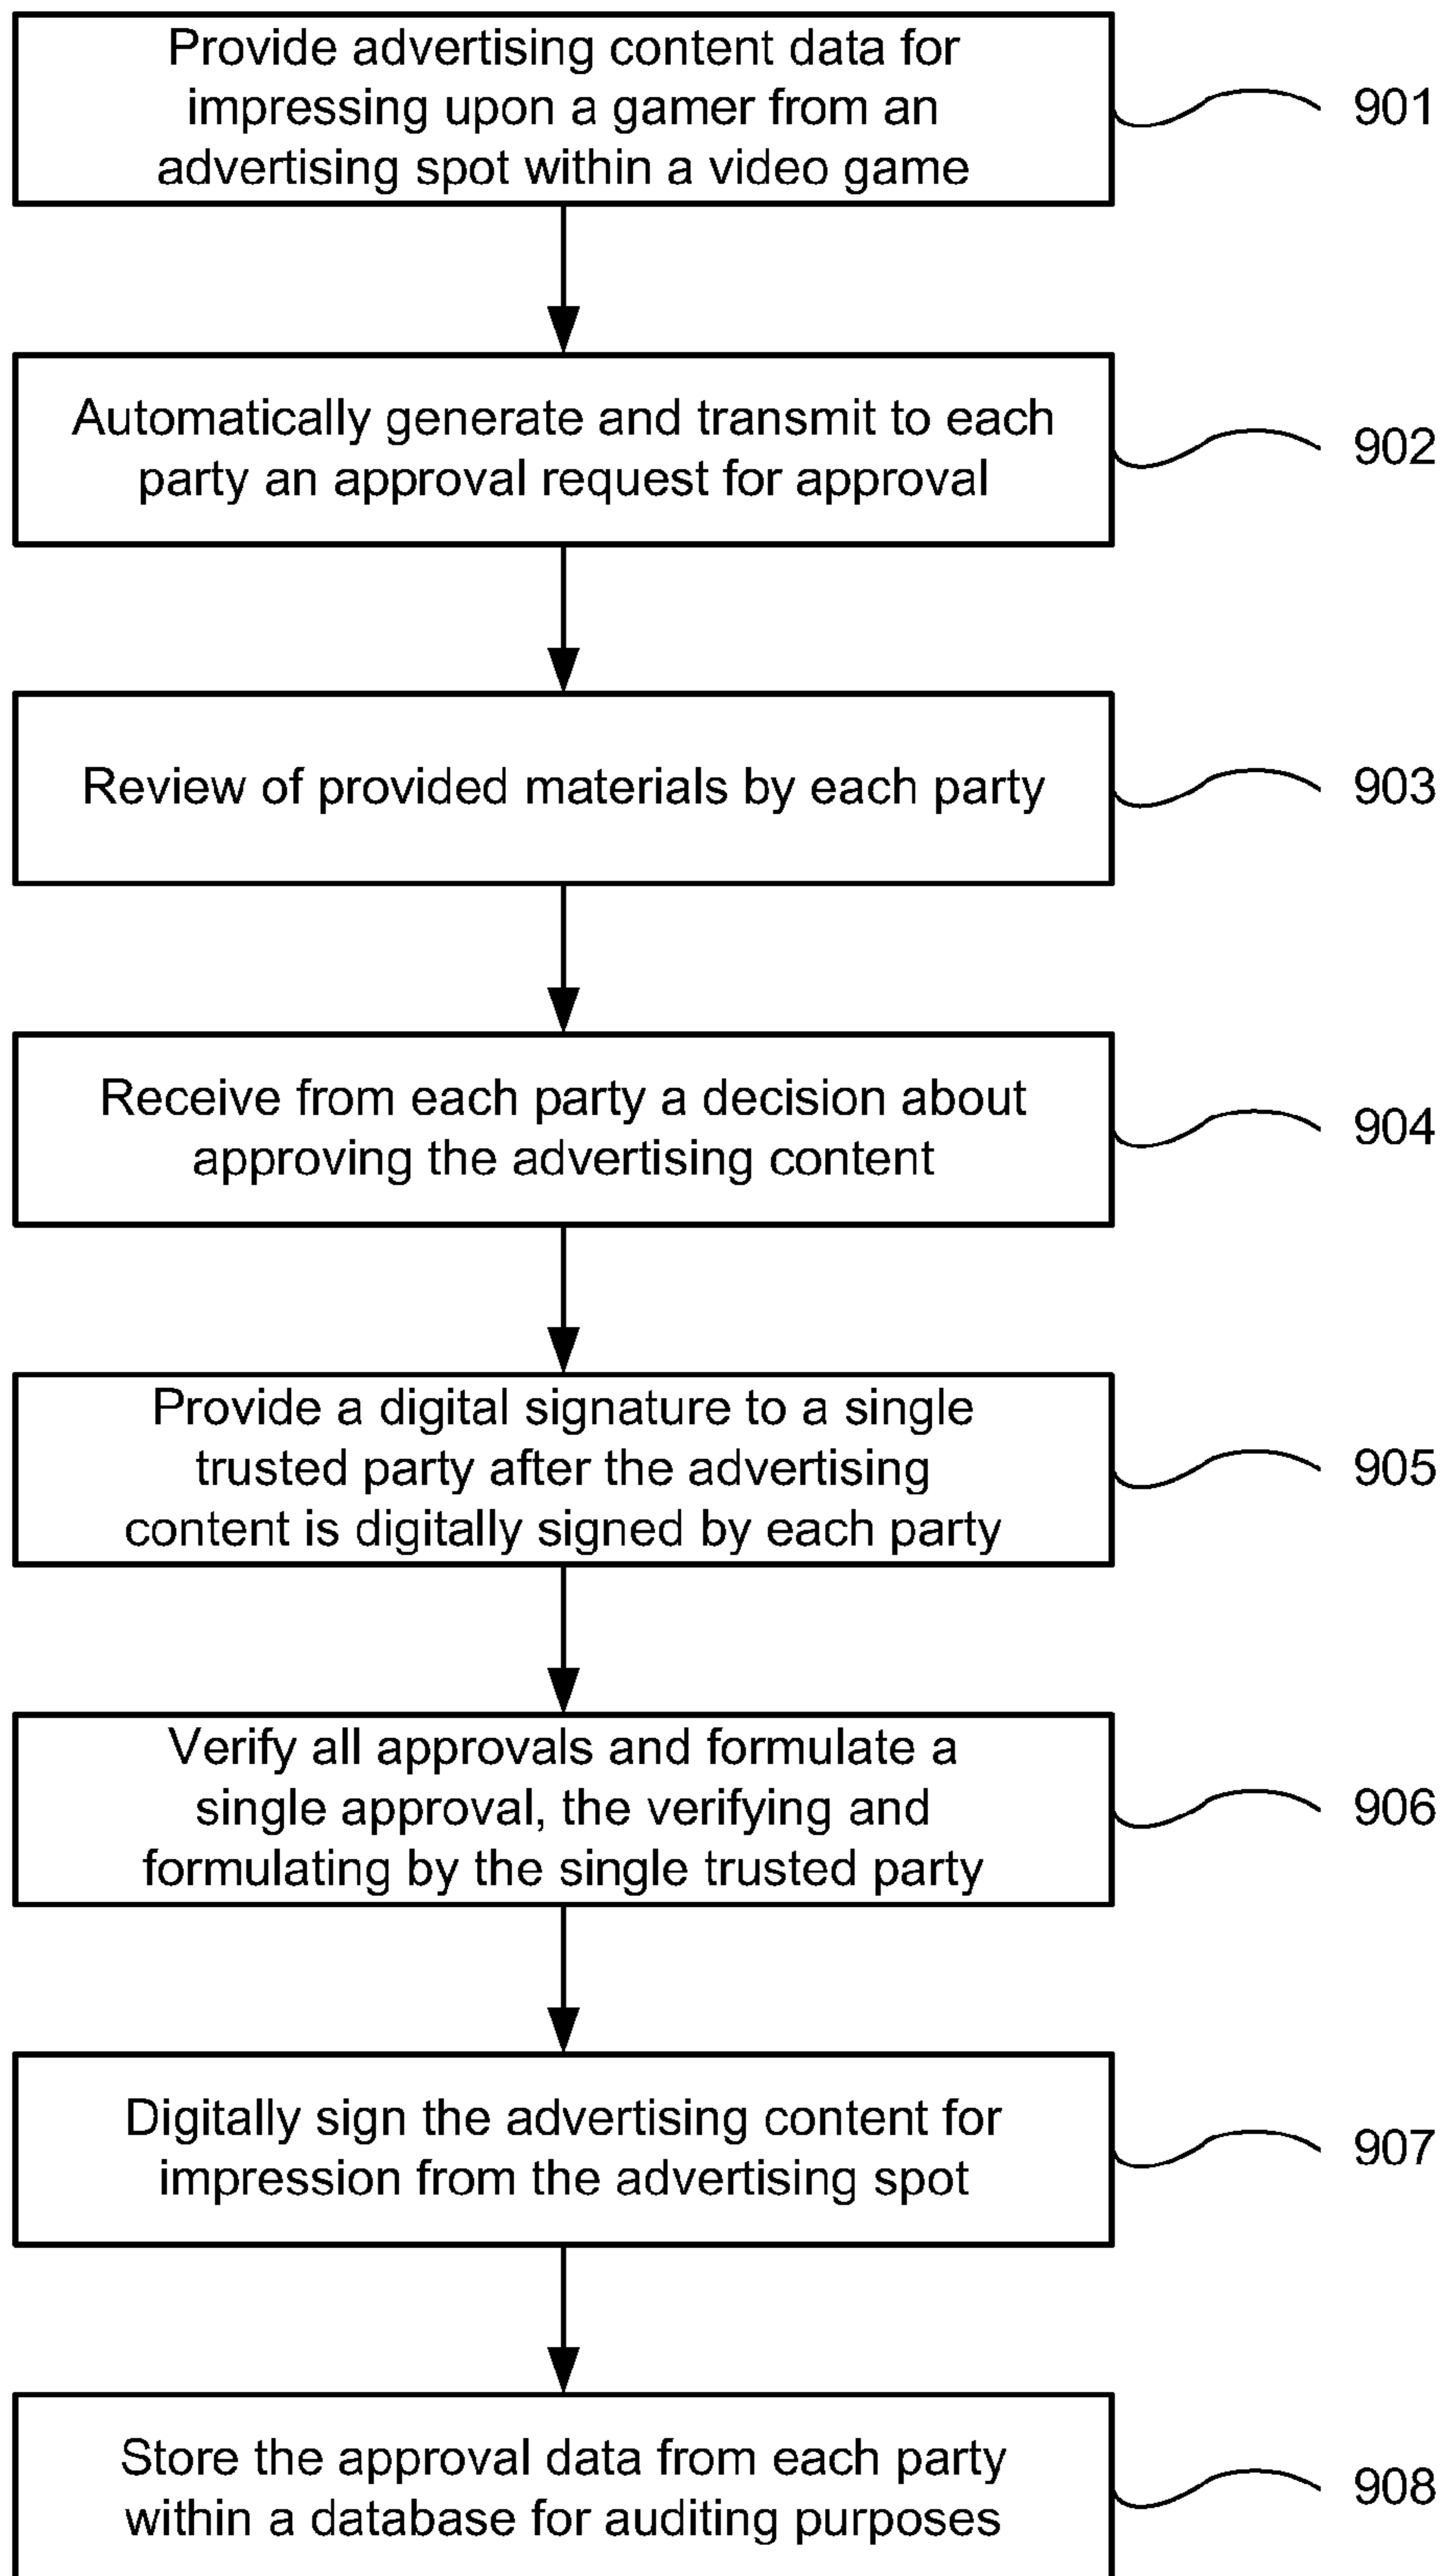 Provide advertising content data for
impressing upon a gamer from an
advertising spot within a video game
901
Automatically generate and transmit to each
party an approval request for approval
902
Review of provided materials by each party
903
Receive from each party a decision about
approving the advertising content
904
Provide a digital signature to a single
trusted party after the advertising
content is digitally signed by each party
905
Verify all approvals and formulate a
single approval, the verifying and
formulating by the single trusted party
906
Digitally sign the advertising content for
impression from the advertising spot
907
Store the approval data from each party
within a database for auditing purposes
908